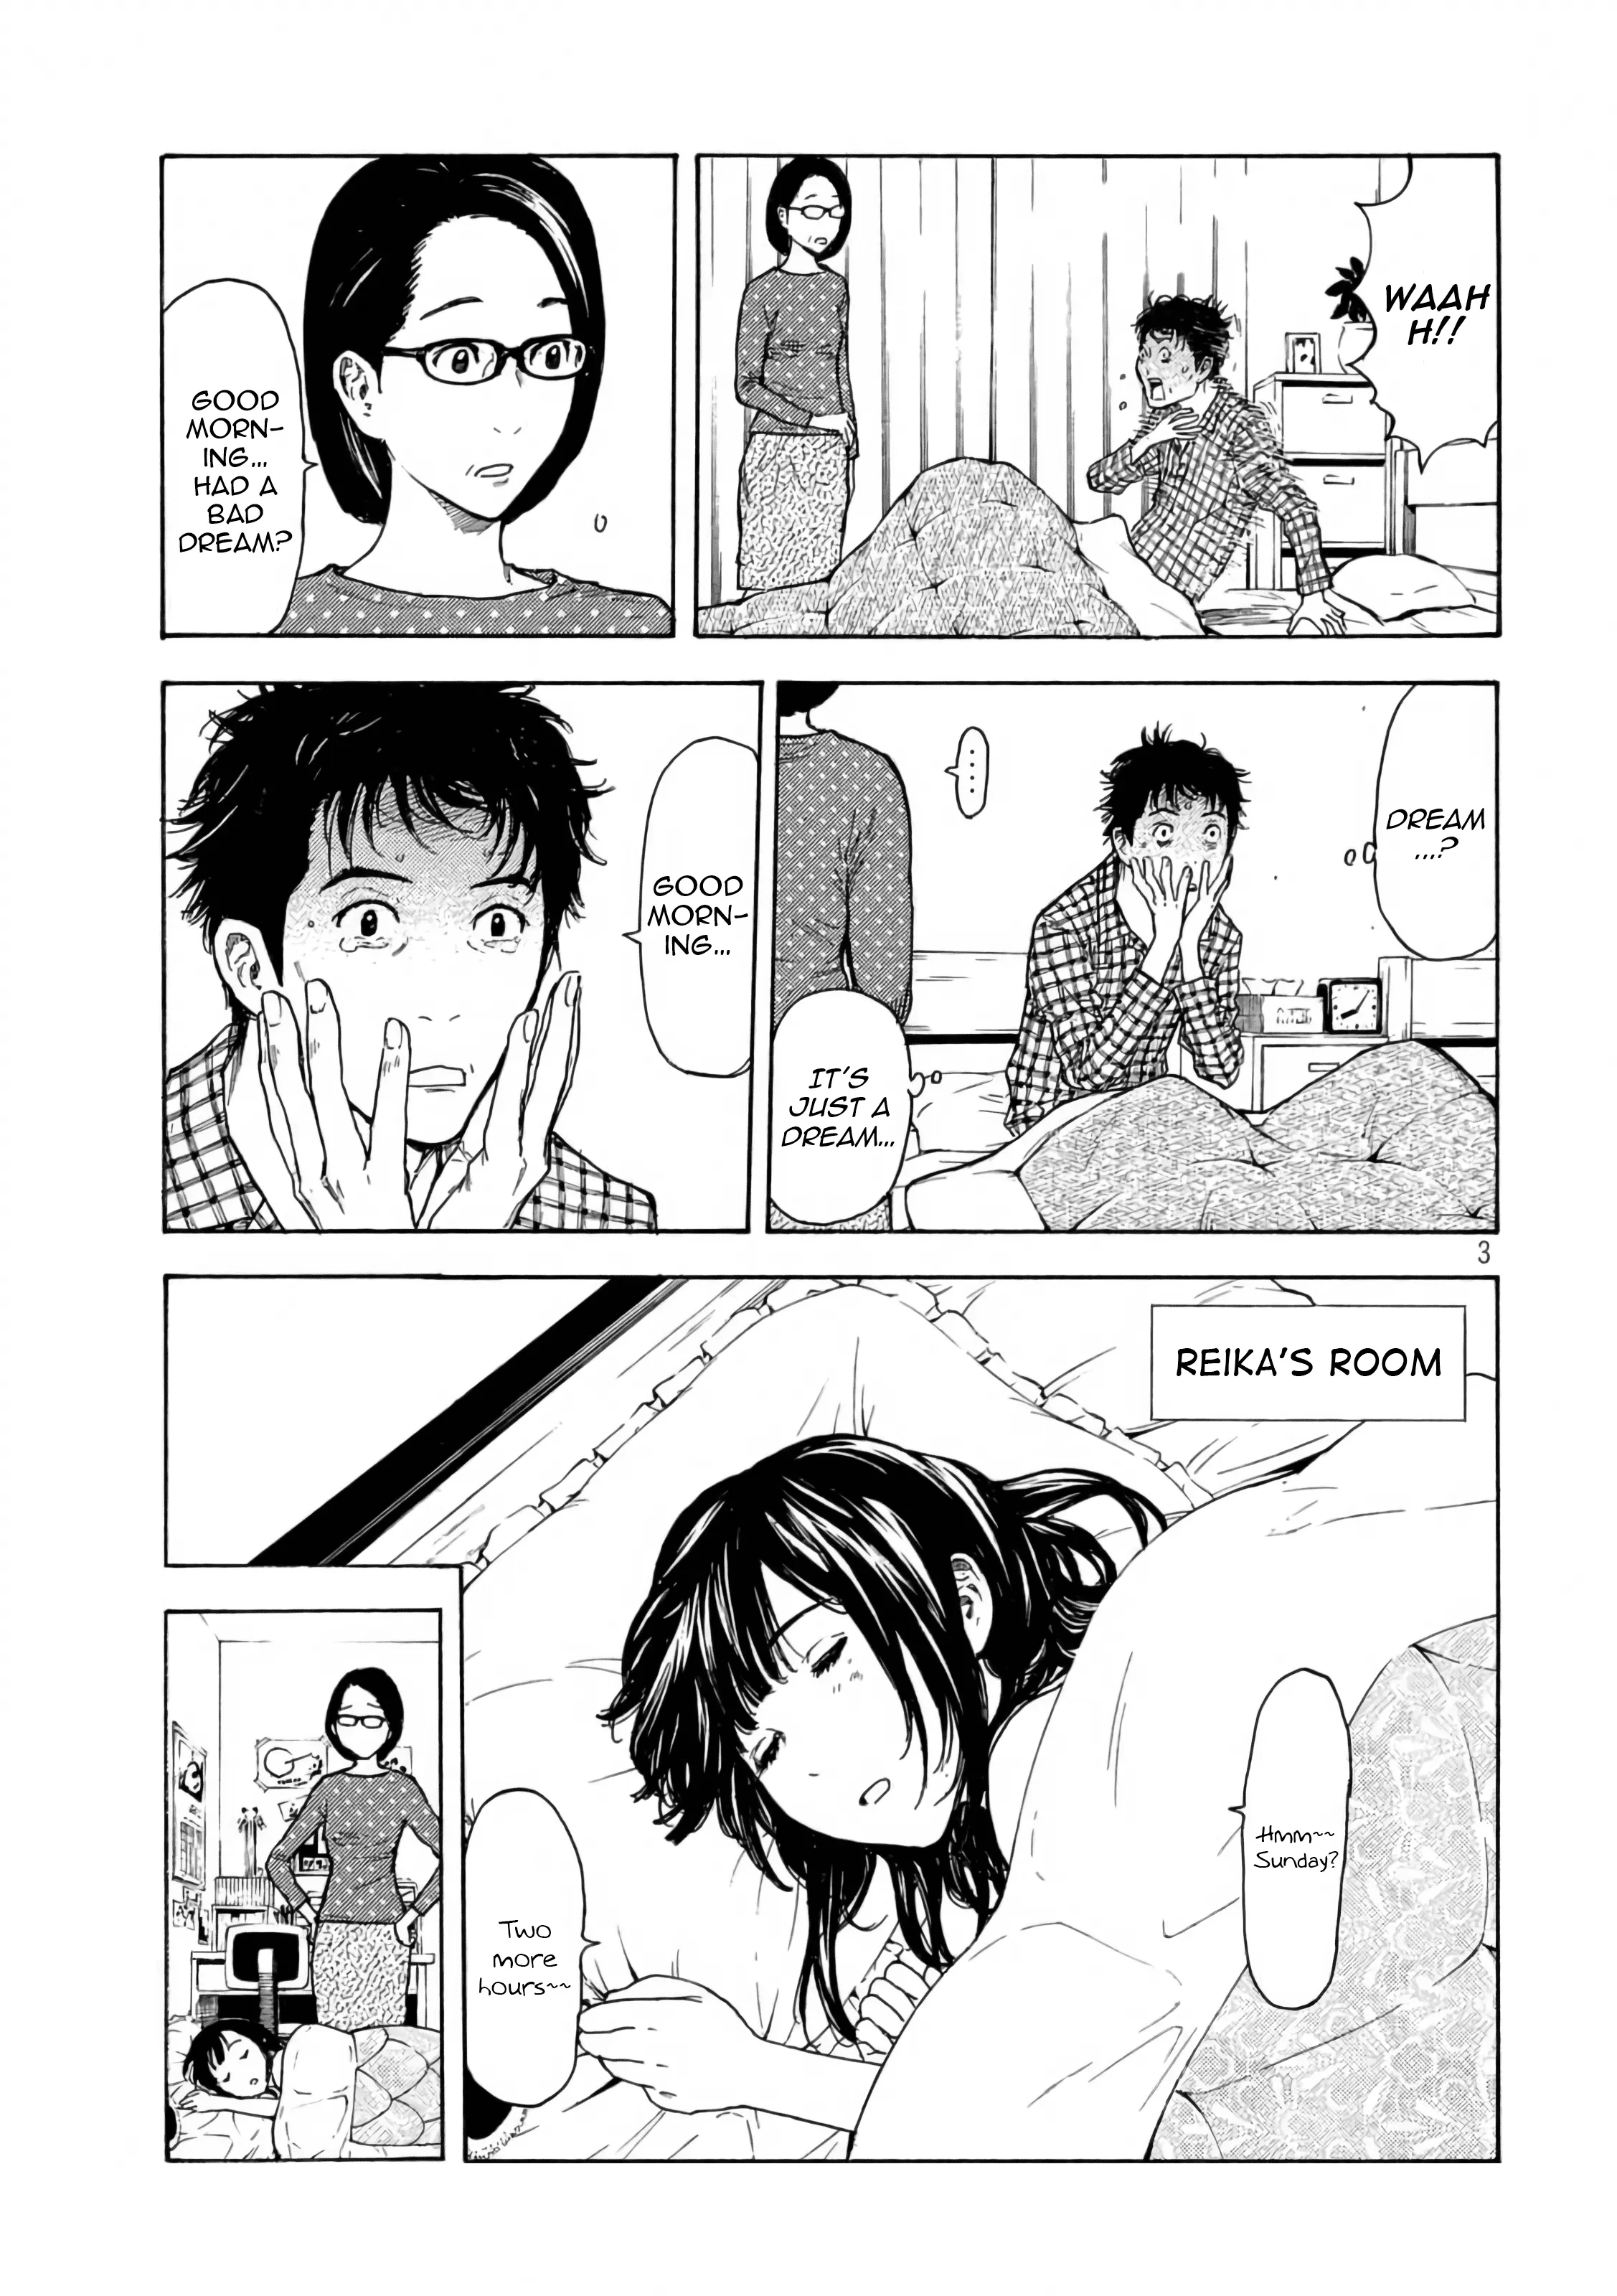 WAAH
H!!
GOOD
MORN-
ING...
HAD A
BAD
DREAM?
DREAM
...?
.....
IT'S
JUST A
DREAM...
GOOD
MORN-
ING...
3
REIKA'S ROOM
Hmm~~
Sunday?
Two
more
hours~~